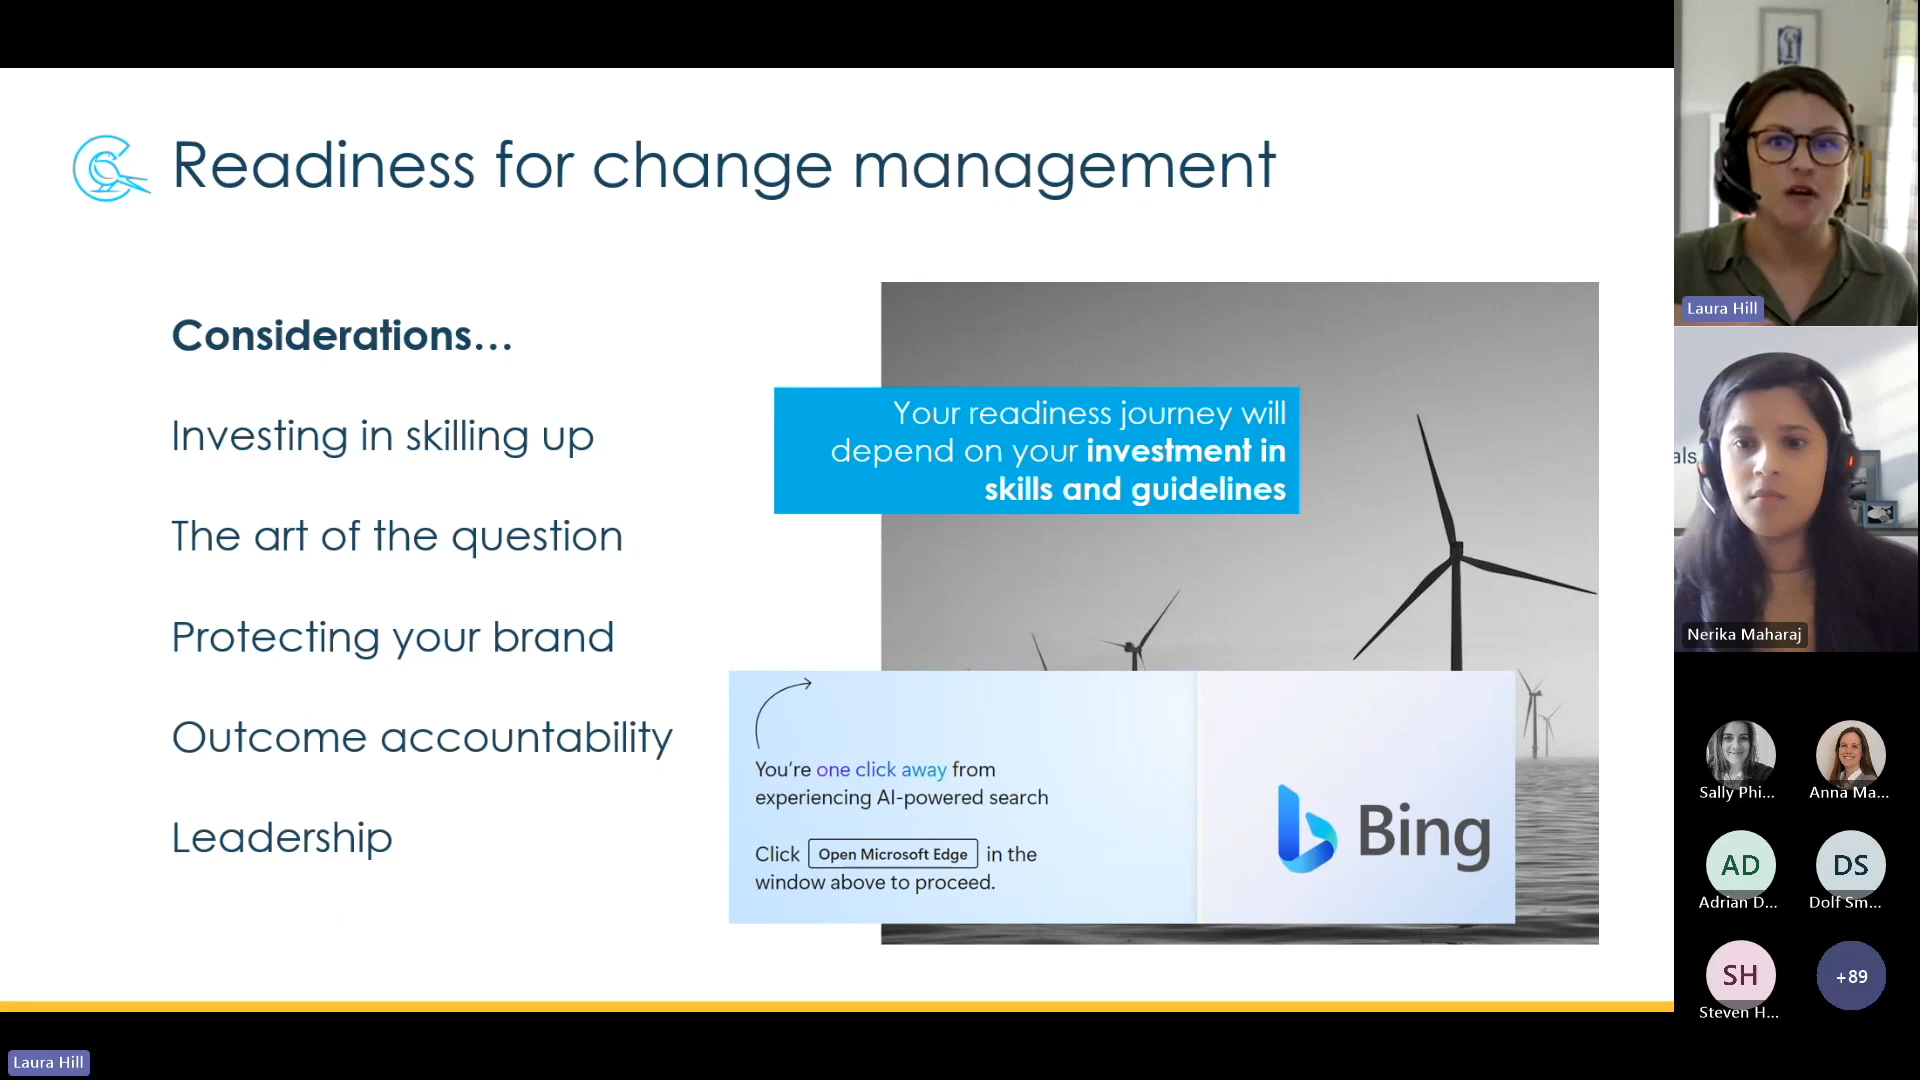 Readiness for change management
Considerations...
Investing in skilling up
The art of the question
Protecting your brand
Outcome accountability
Leadership
Your readiness journey will
depend on your investment in
skills and guidelines
You're one click away from
experiencing AI-powered search
Click Open Microsoft Edge in the
window above to proceed.
Bing
Laura Hill
als
Nerika Maharaj
Sally Phi...
Anna Ma...
AD
Adrian D...
DS
Dolf Sm...
SH
Steven H...
+89
Laura Hill